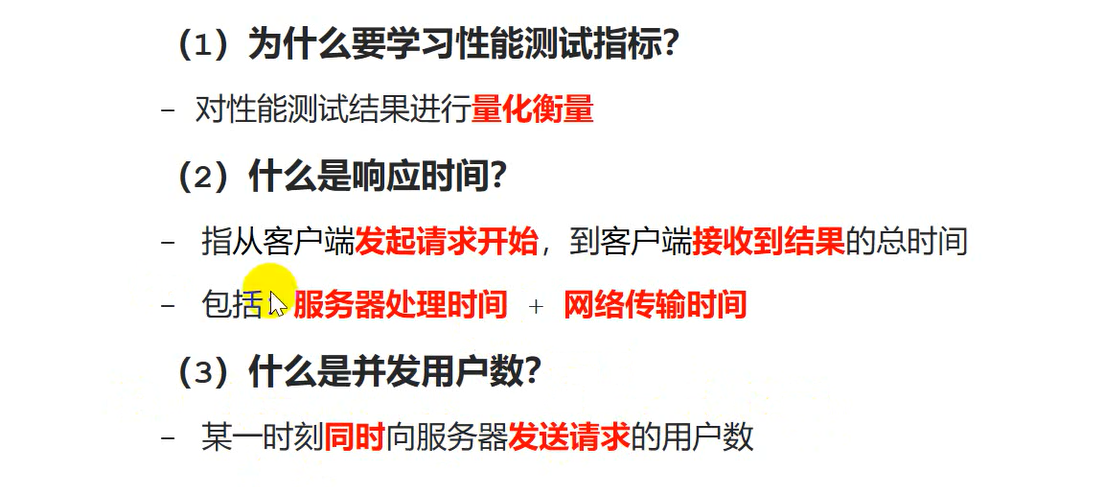 （1）为什么要学习性能测试指标？
– 对性能测试结果进行量化衡量
（2）什么是响应时间？
– 指从客户端发起请求开始，到客户端接收到结果的总时间
– 包括：服务器处理时间 + 网络传输时间
（3）什么是并发用户数？
– 某一时刻同时向服务器发送请求的用户数